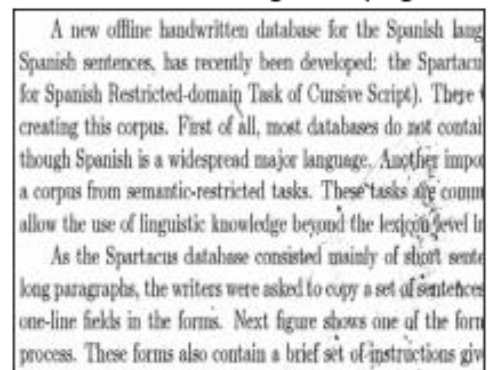 A new offline handwritten database for the Spanish lang
Spanish sentences, has recently been developed: the Spartacu
for Spanish Restricted-domain Task of Cursive Script). There
creating this corpus. First of all, most databases do not contai
though Spanish is a widespread major language. Another impor
a corpus from semantic-restricted tasks. These tasks are comm
allow the use of linguistic knowledge beyond the lexicon level in
As the Spartacus database consisted mainly of short sente
long paragraphs, the writers were asked to copy a set of sentences
one-line fields in the forms. Next figure shows one of the form
process. These forms also contain a brief set of instructions giv